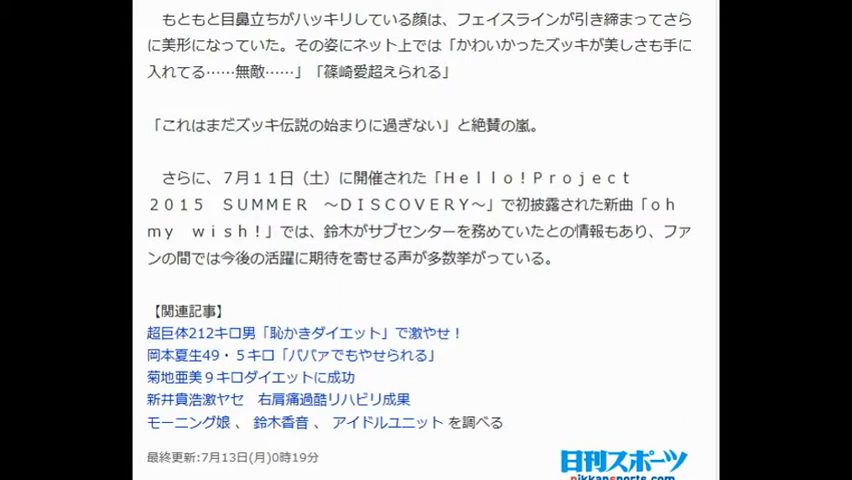 もともと目鼻立ちがハッキリしている顔は、フェイスラインが引き締まってさら
に美形になっていた。その姿にネット上では「かわいかったズッキが美しさも手に
入れてる……無敵……」「篠崎愛超えられる」
「これはまだズッキ伝説の始まりに過ぎない」と絶賛の嵐。
さらに、７月１１日（土）に開催された「Ｈｅｌｌｏ！Ｐｒｏｊｅｃｔ
２０１５　ＳＵＭＭＥＲ　～ＤＩＳＣＯＶＥＲＹ～」で初披露された新曲「ｏｈ
ｍｙ　ｗｉｓｈ！」では、鈴木がサブセンターを務めていたとの情報もあり、ファ
ンの間では今後の活躍に期待を寄せる声が多数挙がっている。
【関連記事】
超巨体212キロ男「恥かきダイエット」で激やせ！
岡本夏生49・５キロ「ババァでもやせられる」
菊地亜美９キロダイエットに成功
新井貴浩激ヤセ　右肩痛過酷リハビリ成果
モーニング娘 、 鈴木香音 、 アイドルユニット を調べる
最終更新:7月13日(月)0時19分
日刊スポーツ
nikkansports.com